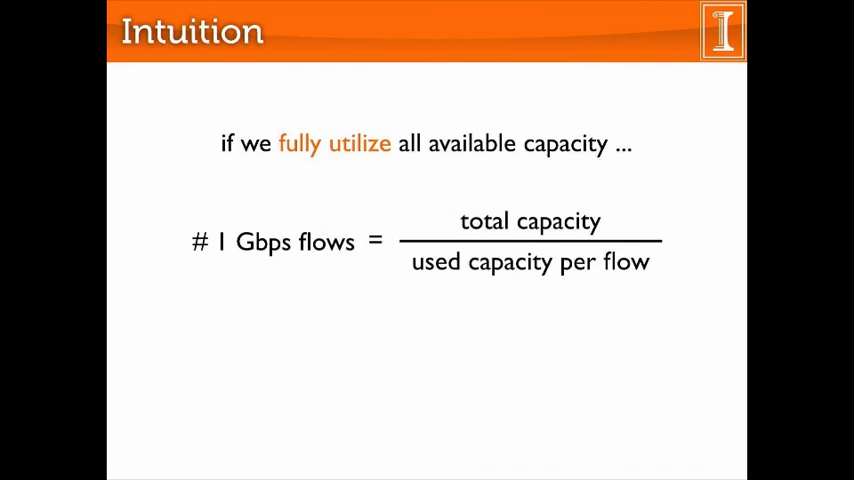 Intuition
I
if we fully utilize all available capacity ...
# 1 Gbps flows = total capacity
used capacity per flow